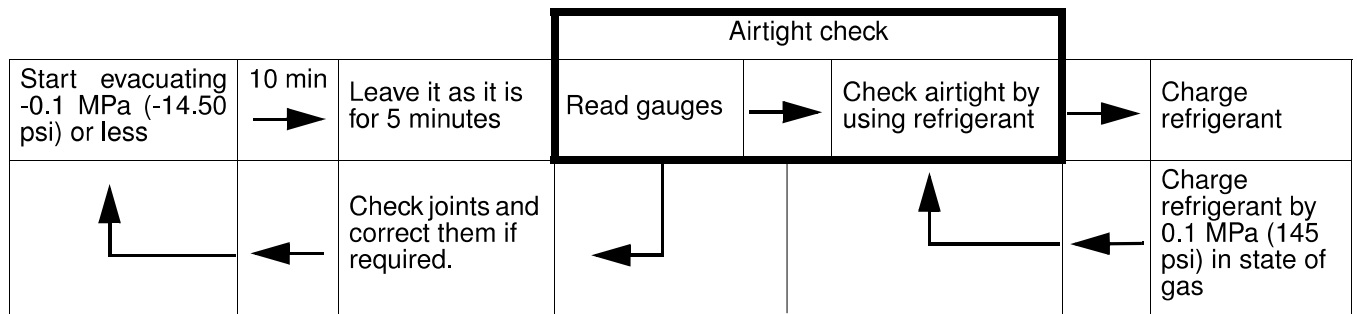 Airtight check
Start evacuating
-0.1 MPa (-14.50
psi) or less
10 min
Leave it as it is
for 5 minutes
Read gauges
Check airtight by
using refrigerant
Charge
refrigerant
Check joints and
correct them if
required.
Charge
refrigerant by
0.1 MPa (145
psi) in state of
gas